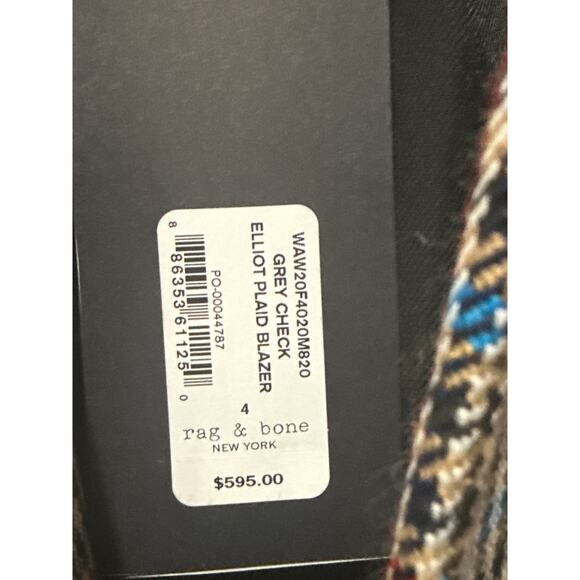 WAW20F4020M820
GREY CHECK
ELLIOT PLAID BLAZER
PO-00044787
8 86353 61125 0
4
rag & bone
NEW YORK
$595.00